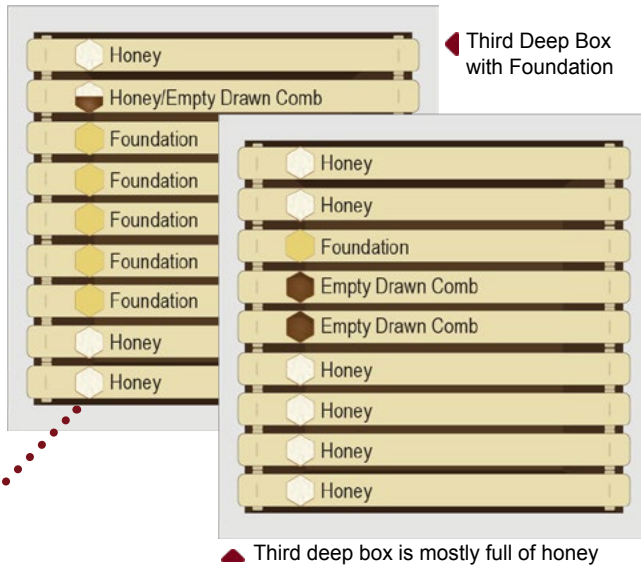 Third Deep Box
with Foundation
Honey
Honey/Empty Drawn Comb
Foundation
Foundation
Foundation
Foundation
Foundation
Honey
Honey
Honey
Honey
Foundation
Empty Drawn Comb
Empty Drawn Comb
Honey
Honey
Honey
Honey
Third deep box is mostly full of honey